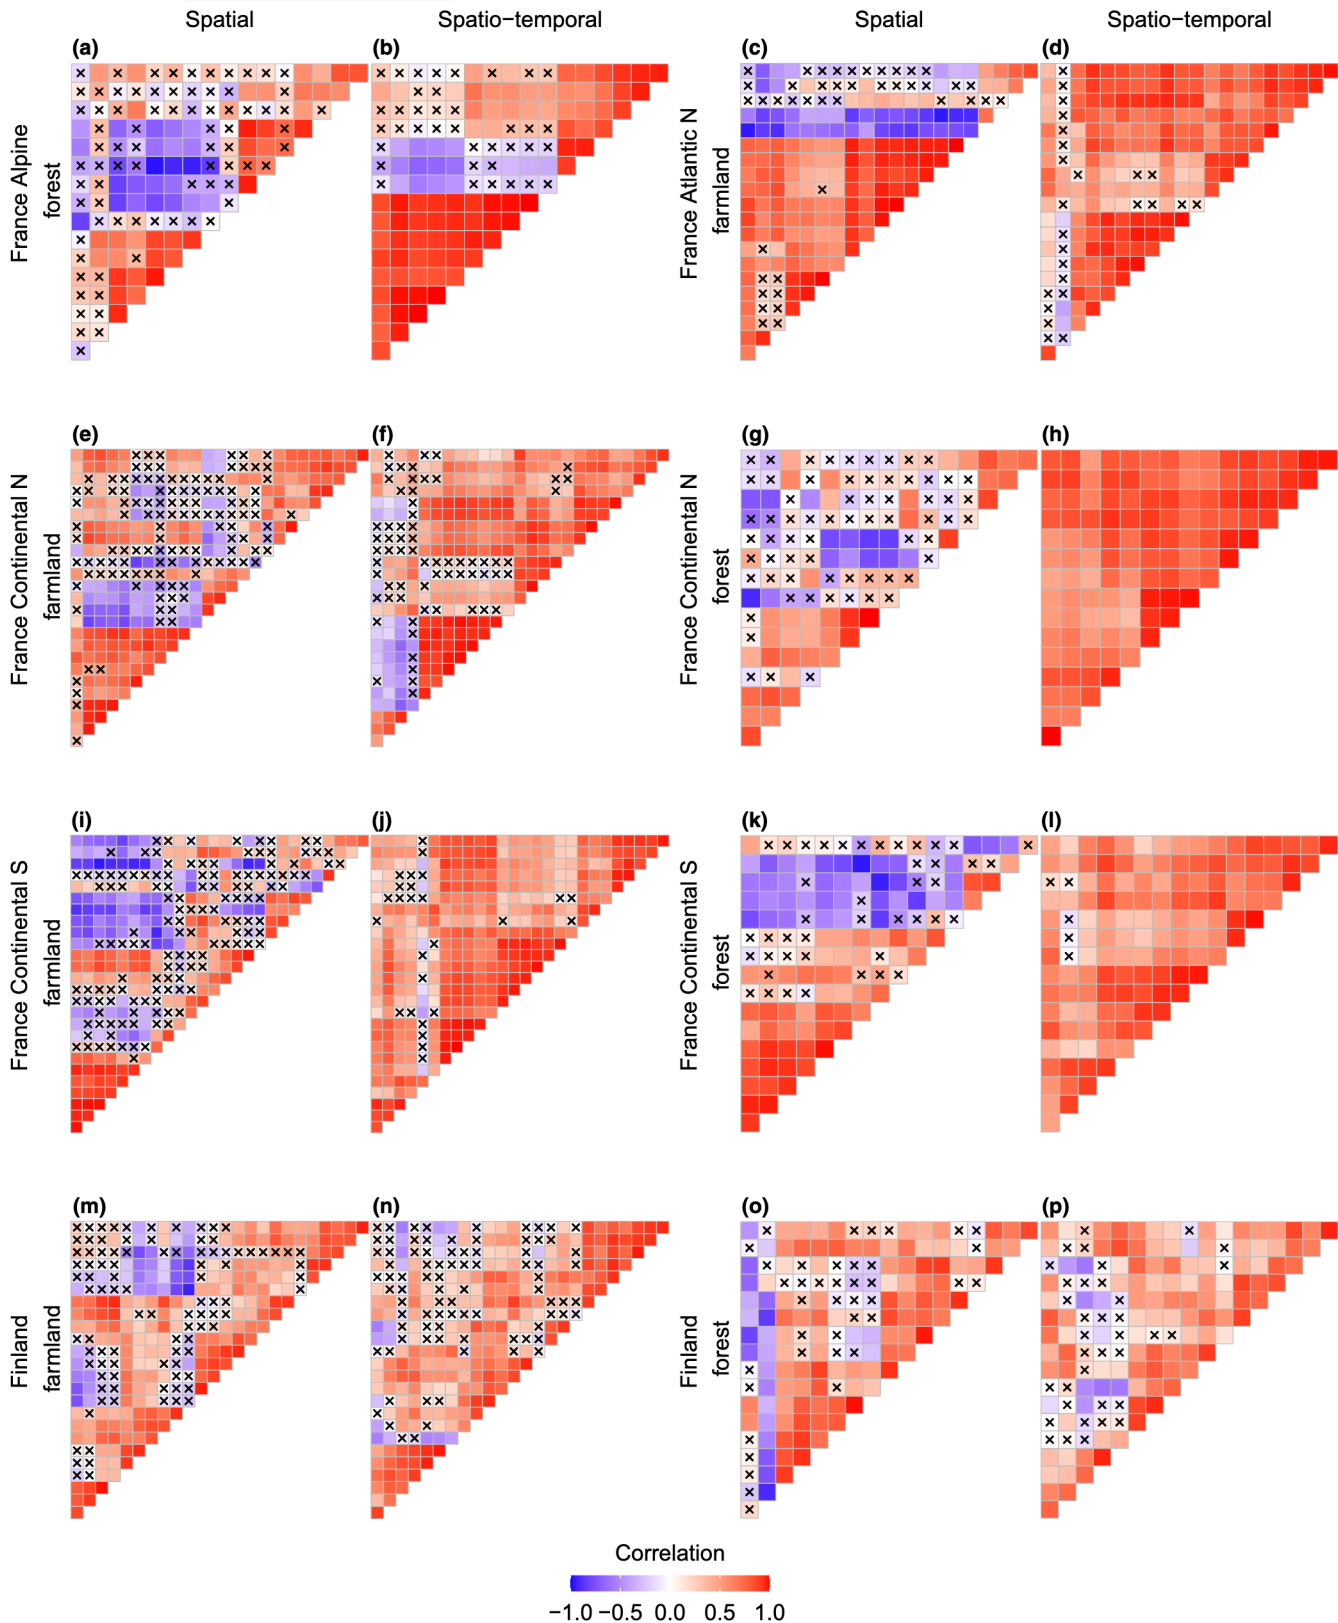 Spatial
Spatio−temporal
Spatial
Spatio−temporal
(a)
(b)
(c)
(d)
France Alpine
forest
France Atlantic N
farmland
(e)
(f)
(g)
(h)
France Continental N
farmland
France Continental N
forest
(i)
(j)
(k)
(l)
France Continental S
farmland
France Continental S
forest
(m)
(n)
(o)
(p)
Finland
farmland
Finland
forest
Correlation
−1.0 −0.5 0.0 0.5 1.0